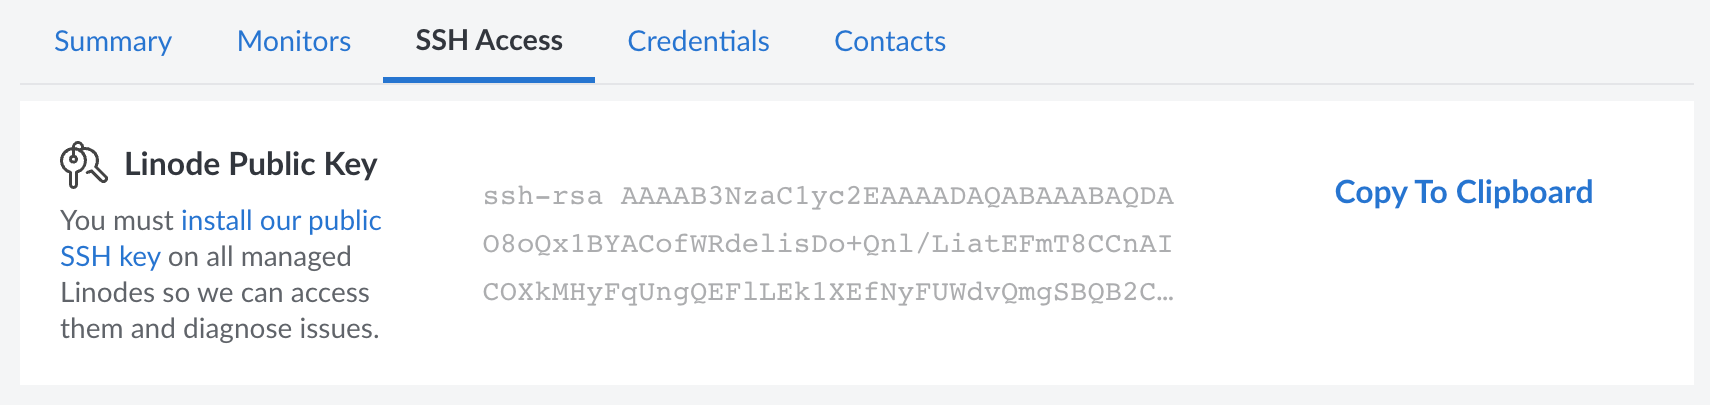 Summary Monitors SSH Access Credentials Contacts
Linode Public Key
You must install our public
SSH key on all managed
Linodes so we can access
them and diagnose issues.
ssh-rsa AAAAB3NzaC1yc2EAAAADAQABAAABAQDA
O8oQx1BYACofWRdelisDo+Qnl/LiatEFmT8CCnAI
COXkMHyFqUngQEFlLEk1XEfNyFUWdvQmgSBQB2C…
Copy To Clipboard